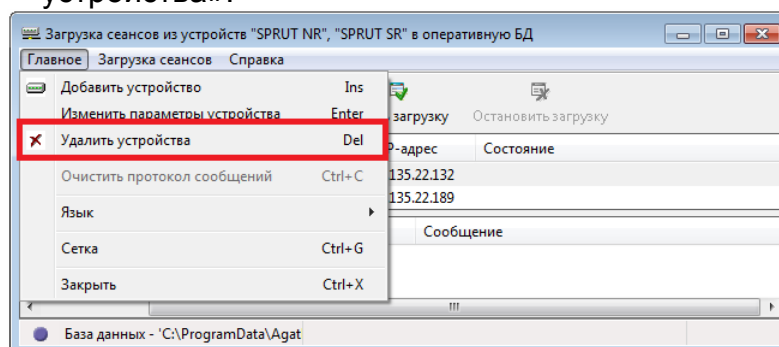 устройства».
Загрузка сеансов из устройств "SPRUT NR", "SPRUT SR" в оперативную БД
Главное Загрузка сеансов Справка
Добавить устройство Ins
Изменить параметры устройства Enter загрузку Остановить загрузку
Удалить устройства Del
P-адрес Состояние
Очистить протокол сообщений Ctrl+C 135.22.132
135.22.189
Язык
Сообщение
Сетка Ctrl+G
Закрыть Ctrl+X
База данных - 'C:\ProgramData\Agat